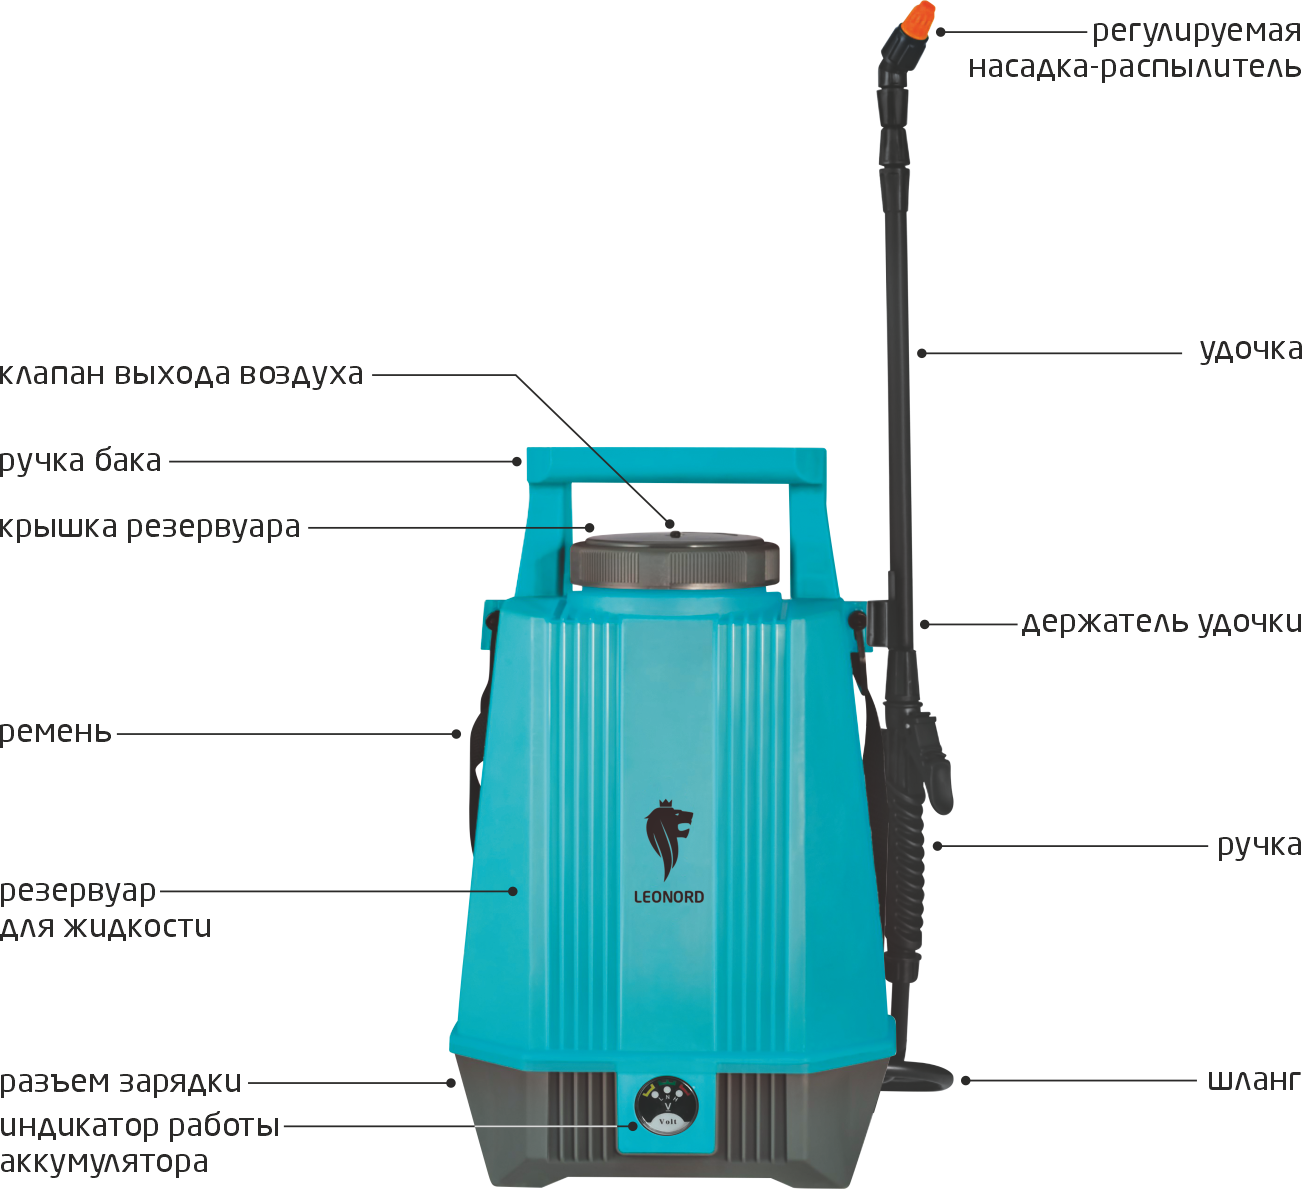 регулируемая
насадка-распылитель
удочка
клапан выхода воздуха
ручка бака
крышка резервуара
держатель удочки
ремень
ручка
LEONORD
резервуар
для жидкости
разъем зарядки
шланг
L N H
V
Volt
индикатор работы
аккумулятора